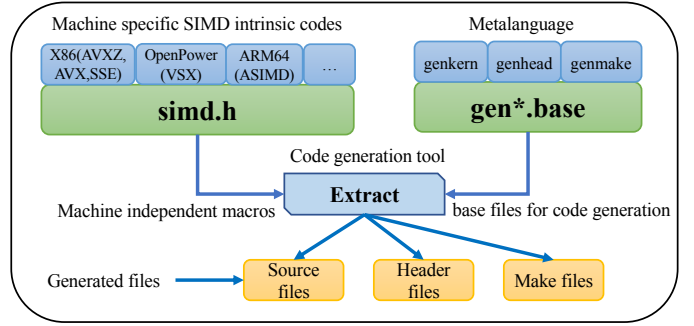 Machine specific SIMD intrinsic codes
Metalanguage
X86(AVXZ,
AVX,SSE)
OpenPower
(VSX)
ARM64
(ASIMD)
…
genkern
genhead
genmake
simd.h
gen*.base
Code generation tool
Extract
Machine independent macros
base files for code generation
Generated files
Source
files
Header
files
Make files